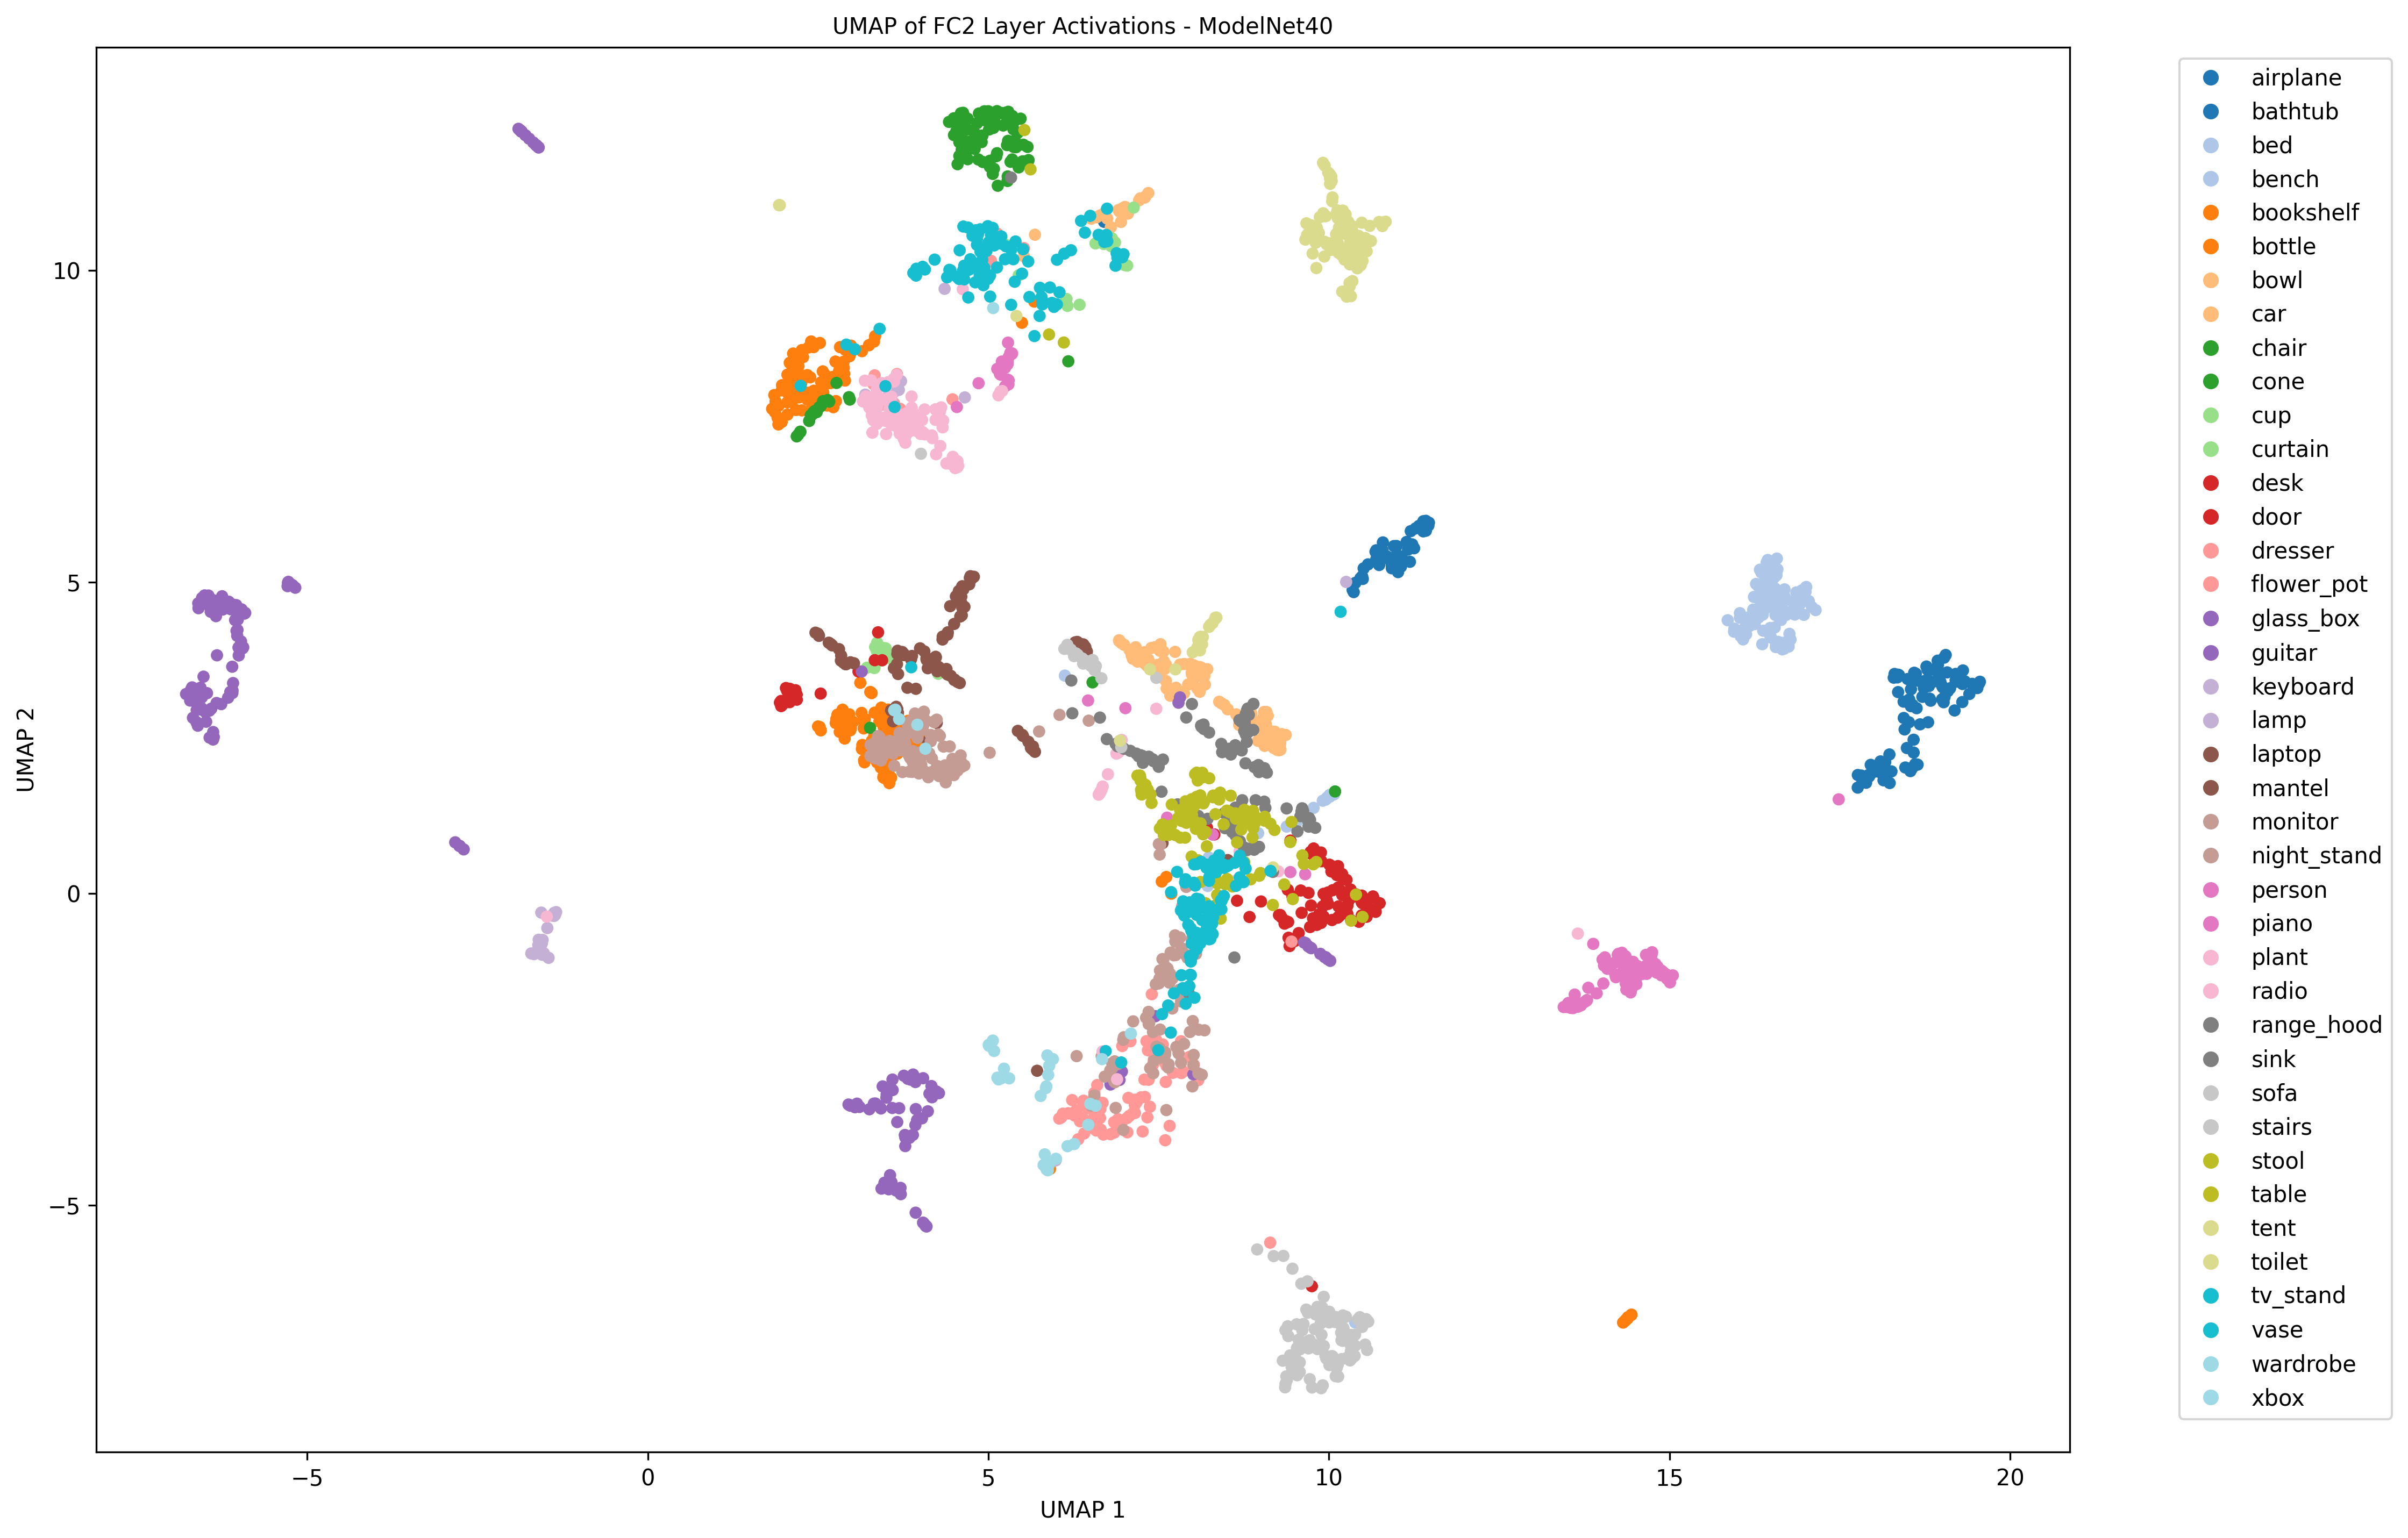 UMAP of FC2 Layer Activations - ModelNet40
UMAP 2
10
5
0
−5
−5
0
5
10
15
20
UMAP 1
airplane
bathtub
bed
bench
bookshelf
bottle
bowl
car
chair
cone
cup
curtain
desk
door
dresser
flower_pot
glass_box
guitar
keyboard
lamp
laptop
mantel
monitor
night_stand
person
piano
plant
radio
range_hood
sink
sofa
stairs
stool
table
tent
toilet
tv_stand
vase
wardrobe
xbox